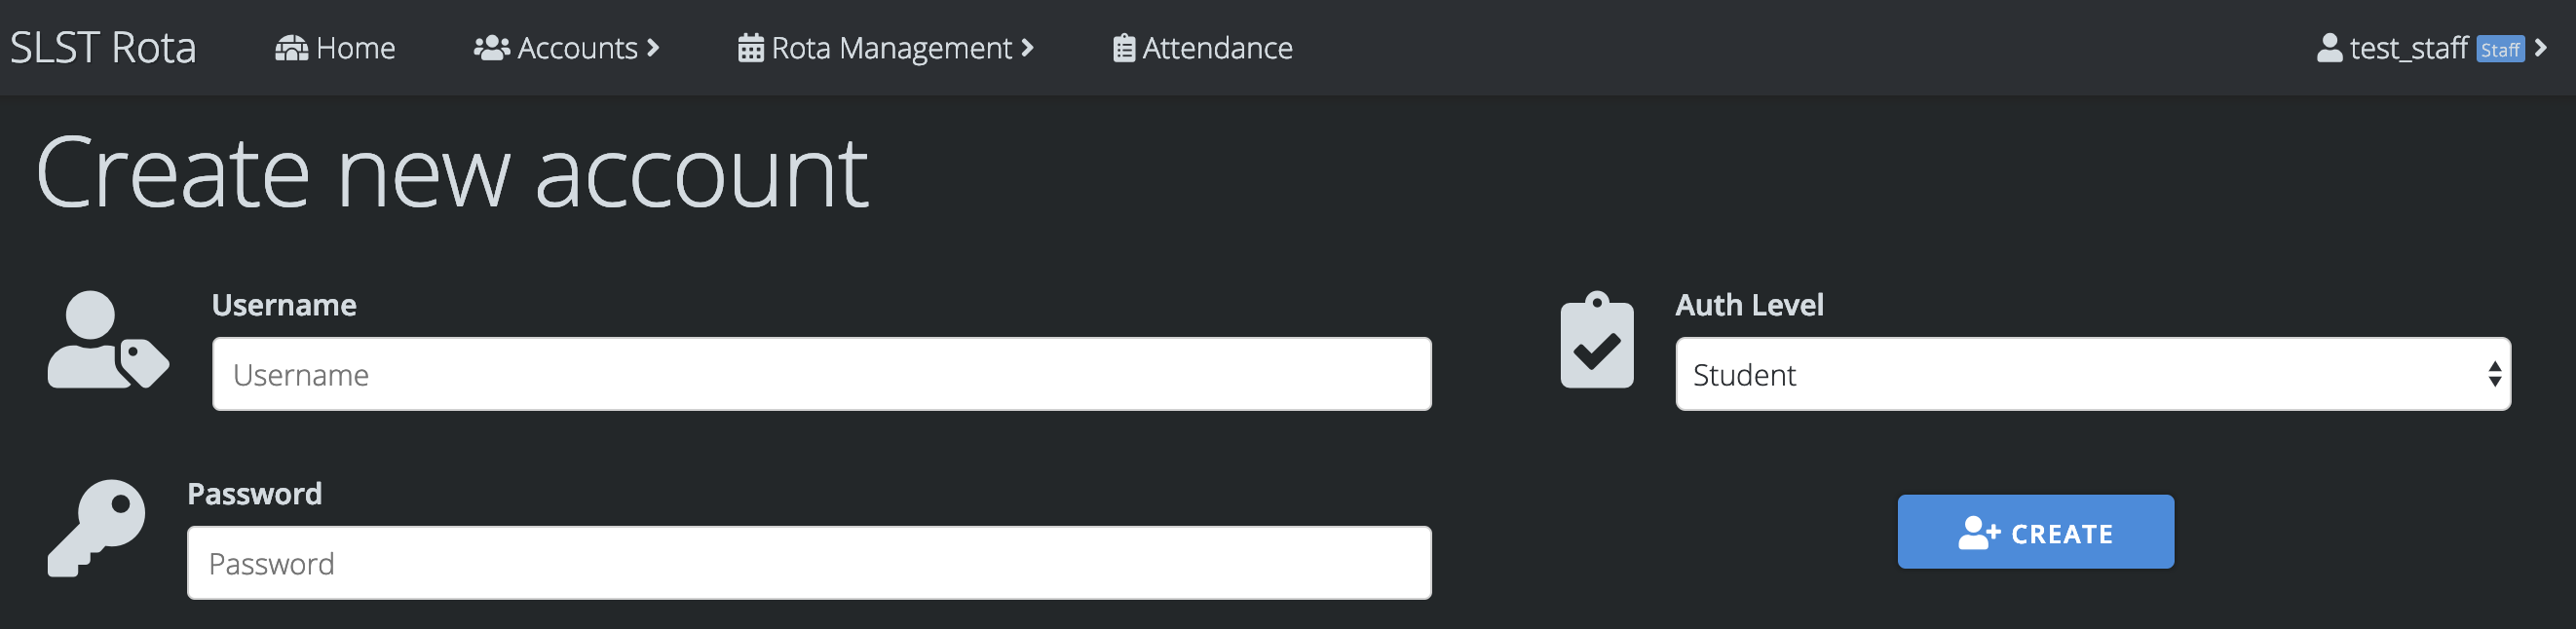 SLST Rota Home Accounts Rota Management Attendance test_staff Staff
Create new account
Username
Username
Auth Level
Student
Password
Password
CREATE